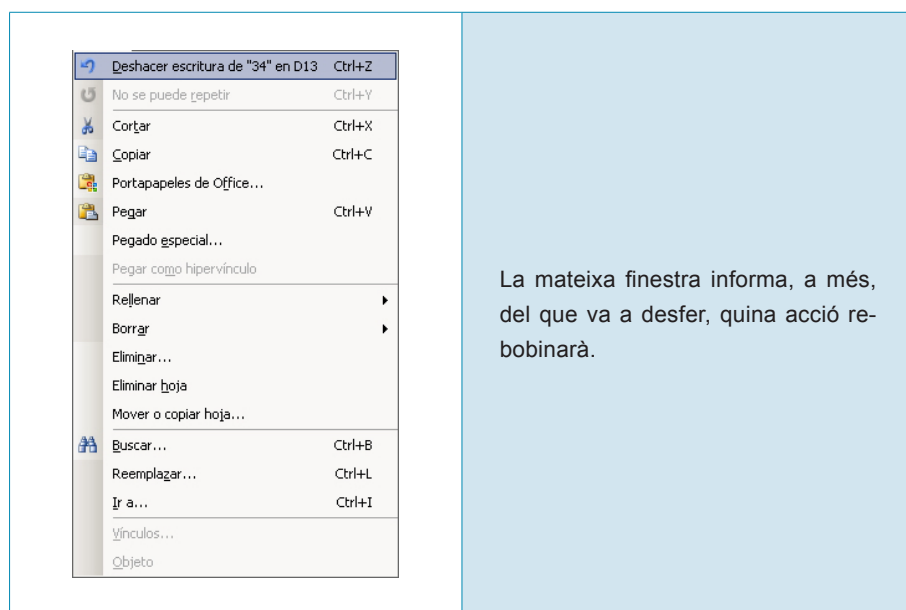 Deshacer escritura de "34" en D13 Ctrl+Z
No se puede repetir Ctrl+Y
Cortar Ctrl+X
Copiar Ctrl+C
Portapapeles de Office...
Pegar Ctrl+V
Pegado especial...
Pegar como hipervínculo
Rellenar
Borrar
Eliminar...
Eliminar hoja
Mover o copiar hoja...
Buscar... Ctrl+B
Reemplazar... Ctrl+L
Ir a... Ctrl+I
Vínculos...
Objeto
La mateixa finestra informa, a més,
del que va a desfer, quina acció re-
bobinarà.